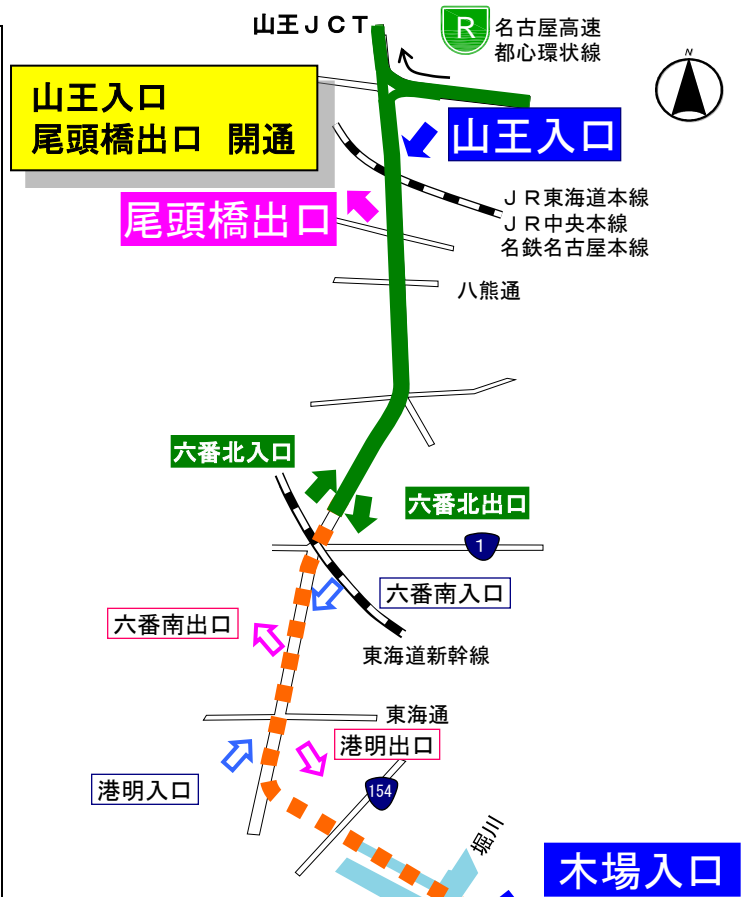 山王ＪＣＴ
R
名古屋高速
都心環状線
N
山王入口
尾頭橋出口 開通
山王入口
尾頭橋出口
ＪＲ東海道本線
ＪＲ中央本線
名鉄名古屋本線
八熊通
六番北入口
六番北出口
1
六番南入口
六番南出口
東海道新幹線
東海通
港明出口
港明入口
154
堀川
木場入口